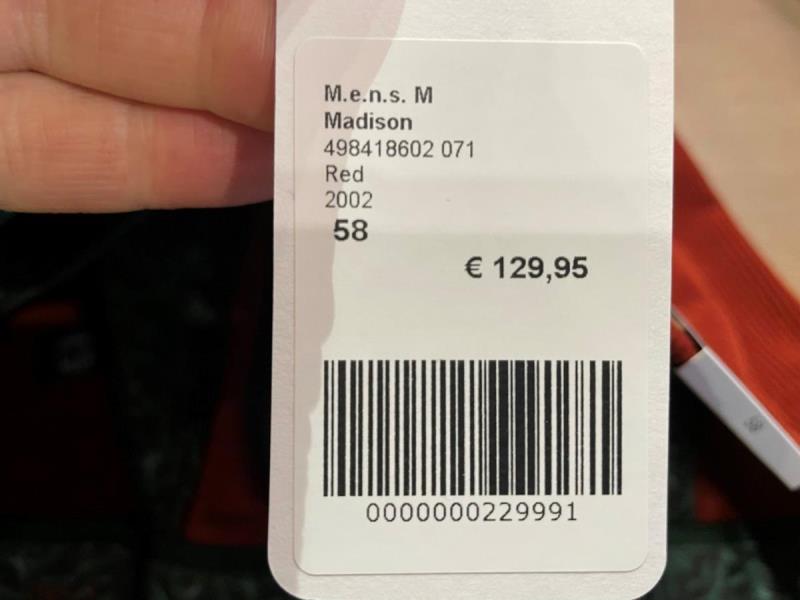 M.e.n.s. M
Madison
498418602 071
Red
2002
58
€ 129,95
0000000229991